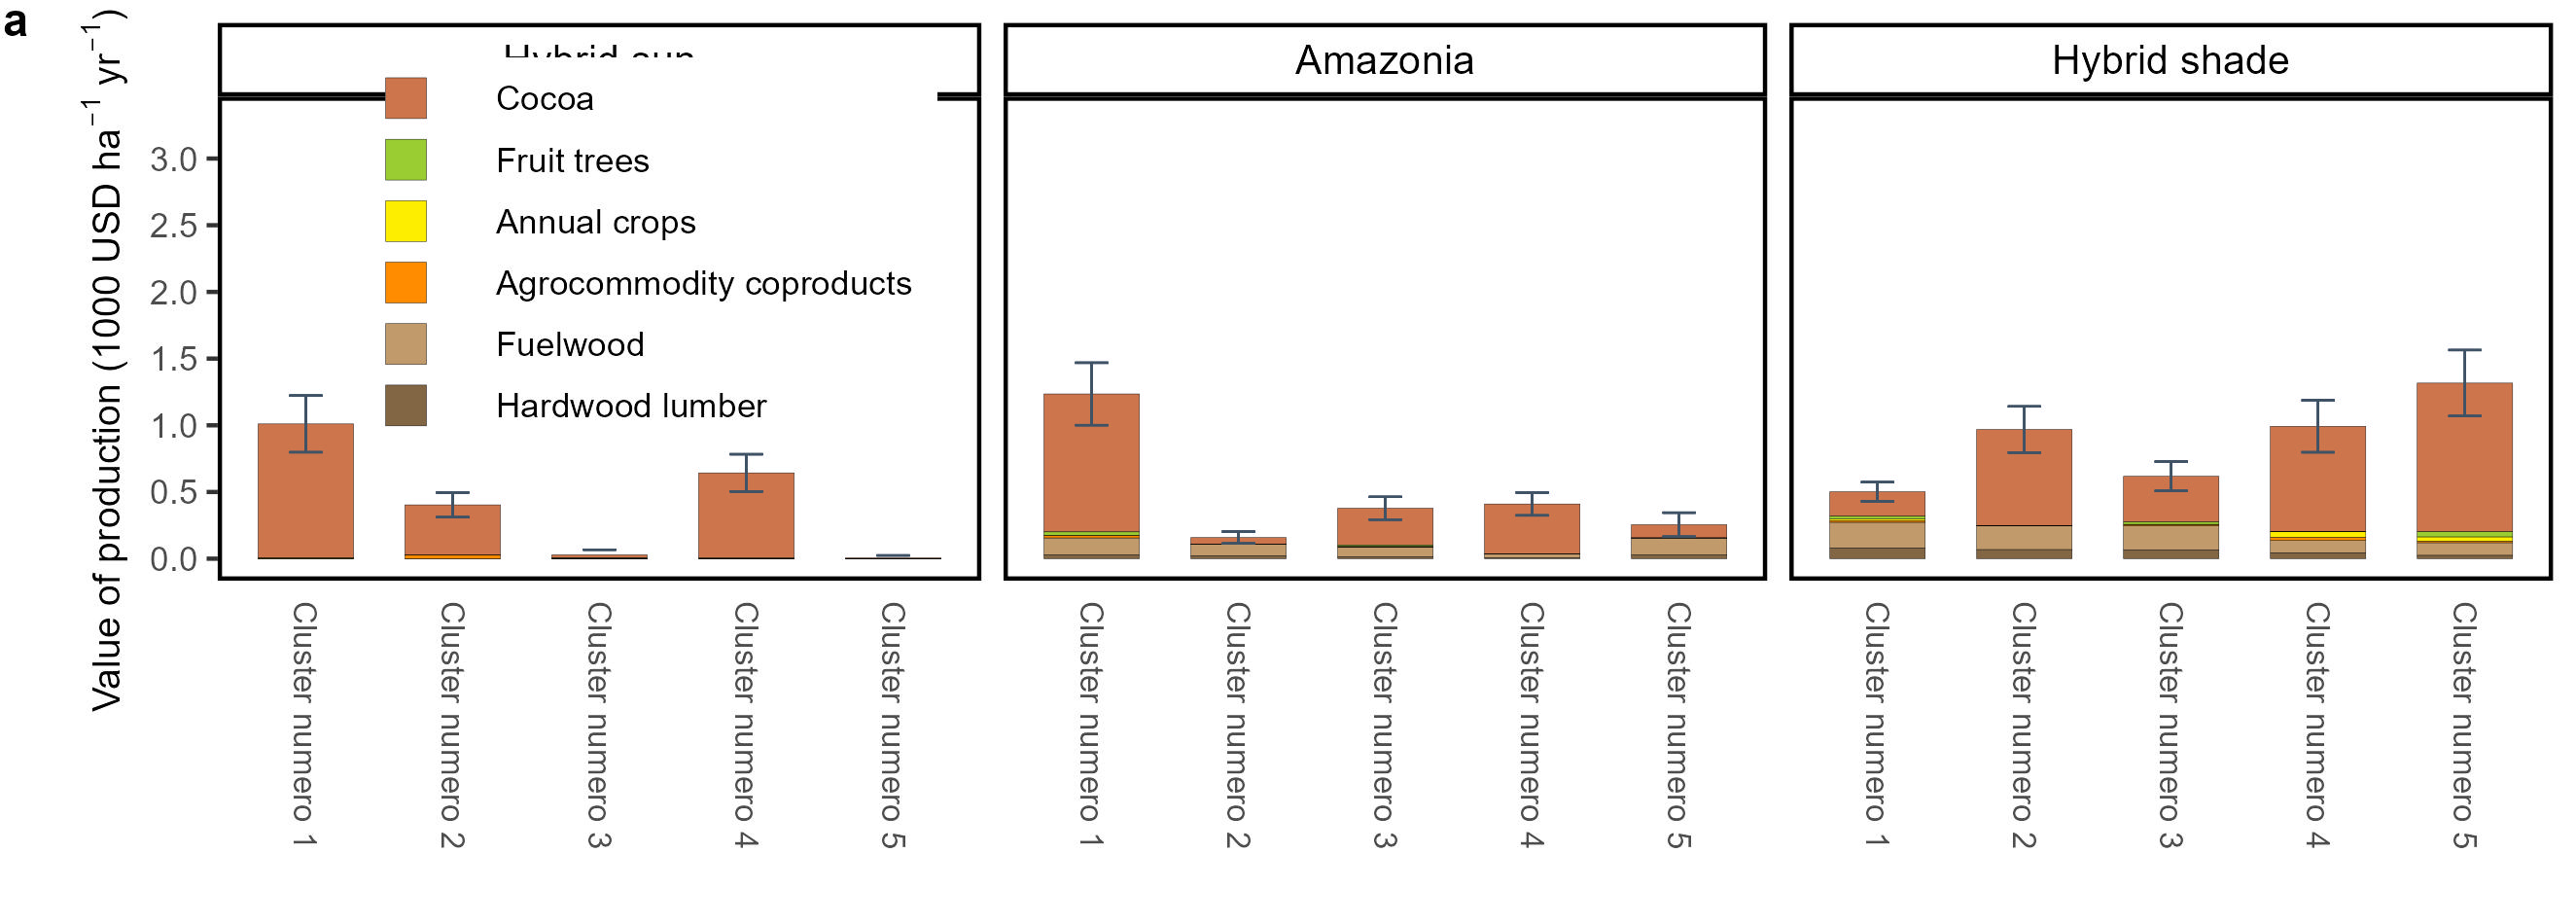 a
Value of production (1000 USD ha⁻¹ yr⁻¹)
Amazonia
Hybrid shade
Cocoa
Fruit trees
Annual crops
Agrocommodity coproducts
Fuelwood
Hardwood lumber
3.0
2.5
2.0
1.5
1.0
0.5
0.0
Cluster numero 1
Cluster numero 2
Cluster numero 3
Cluster numero 4
Cluster numero 5
Cluster numero 1
Cluster numero 2
Cluster numero 3
Cluster numero 4
Cluster numero 5
Cluster numero 1
Cluster numero 2
Cluster numero 3
Cluster numero 4
Cluster numero 5